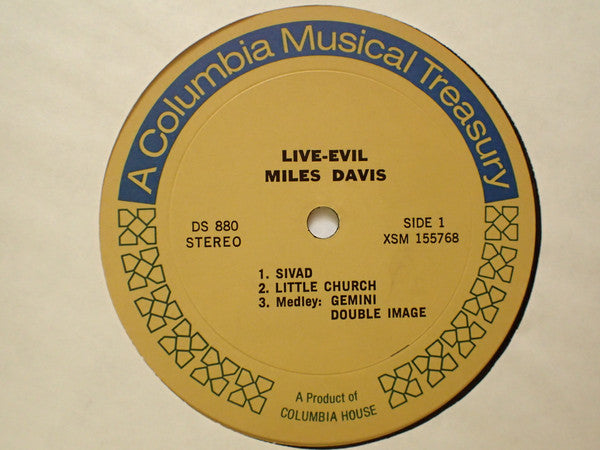 A Columbia Musical Treasury
LIVE-EVIL
MILES DAVIS
DS 880
STEREO
SIDE 1
XSM 155768
1. SIVAD
2. LITTLE CHURCH
3. Medley: GEMINI
DOUBLE IMAGE
A Product of
COLUMBIA HOUSE